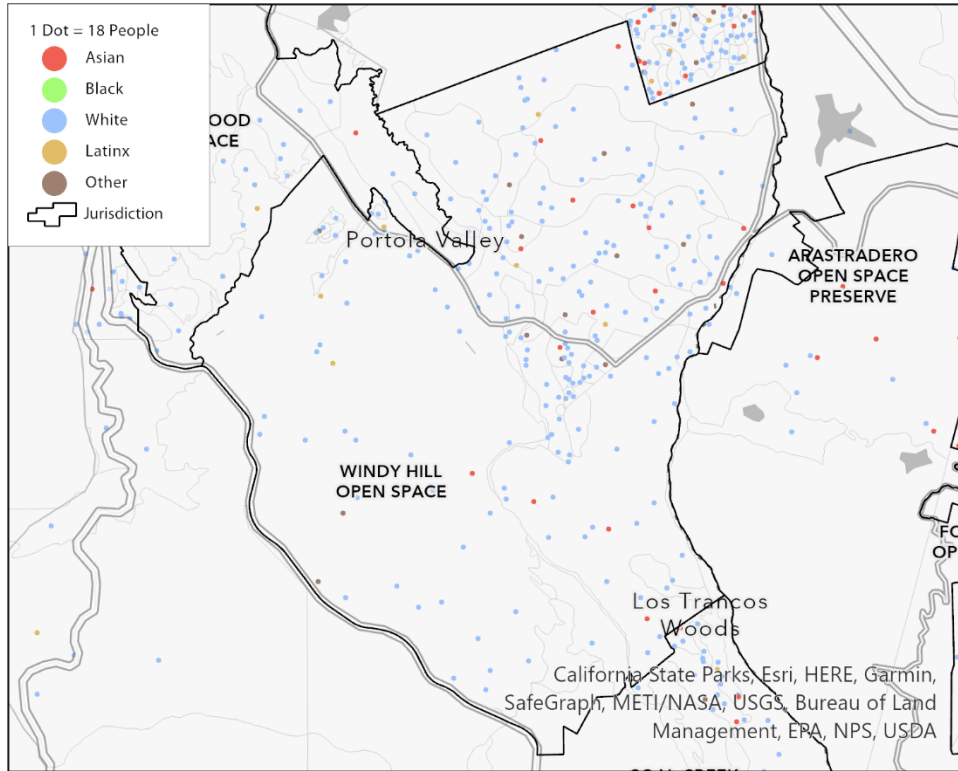 1 Dot = 18 People
Asian
Black
White
Latinx
Other
Jurisdiction
OOD
ACE
Portola Valley
ARASTRADERO
OPEN SPACE
PRESERVE
WINDY HILL
OPEN SPACE
FO
OP
Los Trancos
Woods
California State Parks, Esri, HERE, Garmin,
SafeGraph, METI/NASA, USGS, Bureau of Land
Management, EPA, NPS, USDA